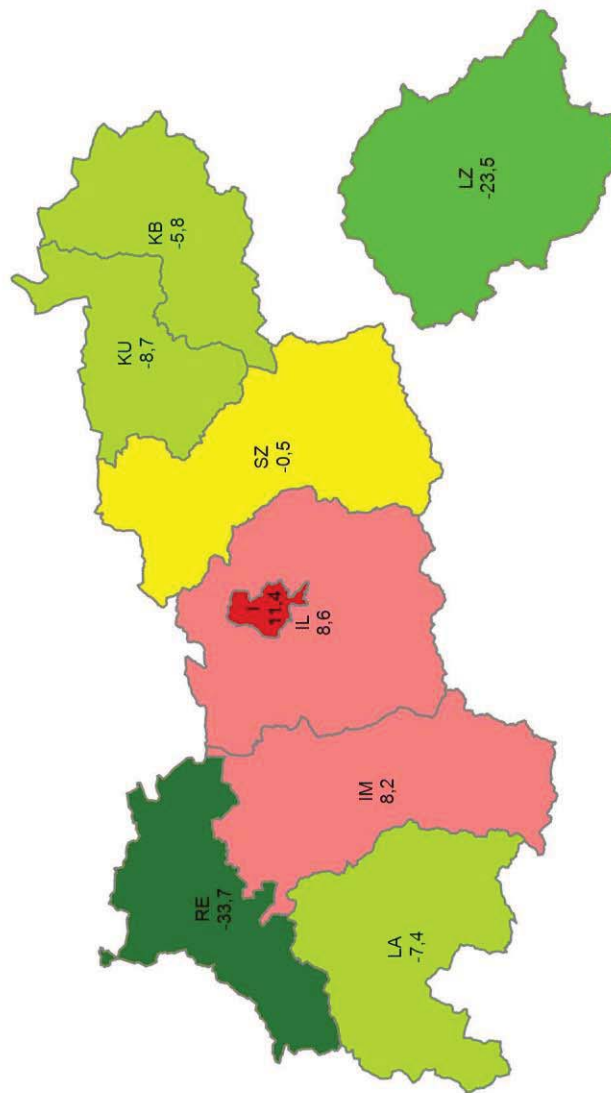 RE
-33,7
LA
-7,4
IM
8,2
I
11,4
IL
8,6
SZ
-0,5
KU
-8,7
KB
-5,8
LZ
-23,5